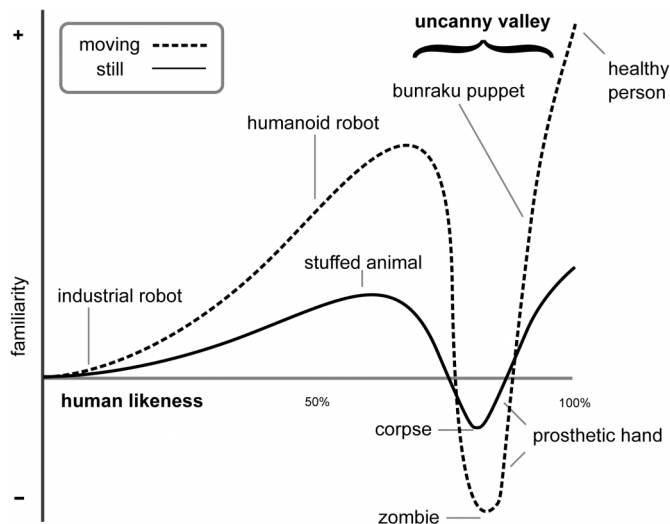 +
moving
still
uncanny valley
healthy
person
bunraku puppet
humanoid robot
stuffed animal
industrial robot
familiarity
human likeness
50%
100%
corpse
prosthetic hand
−
zombie